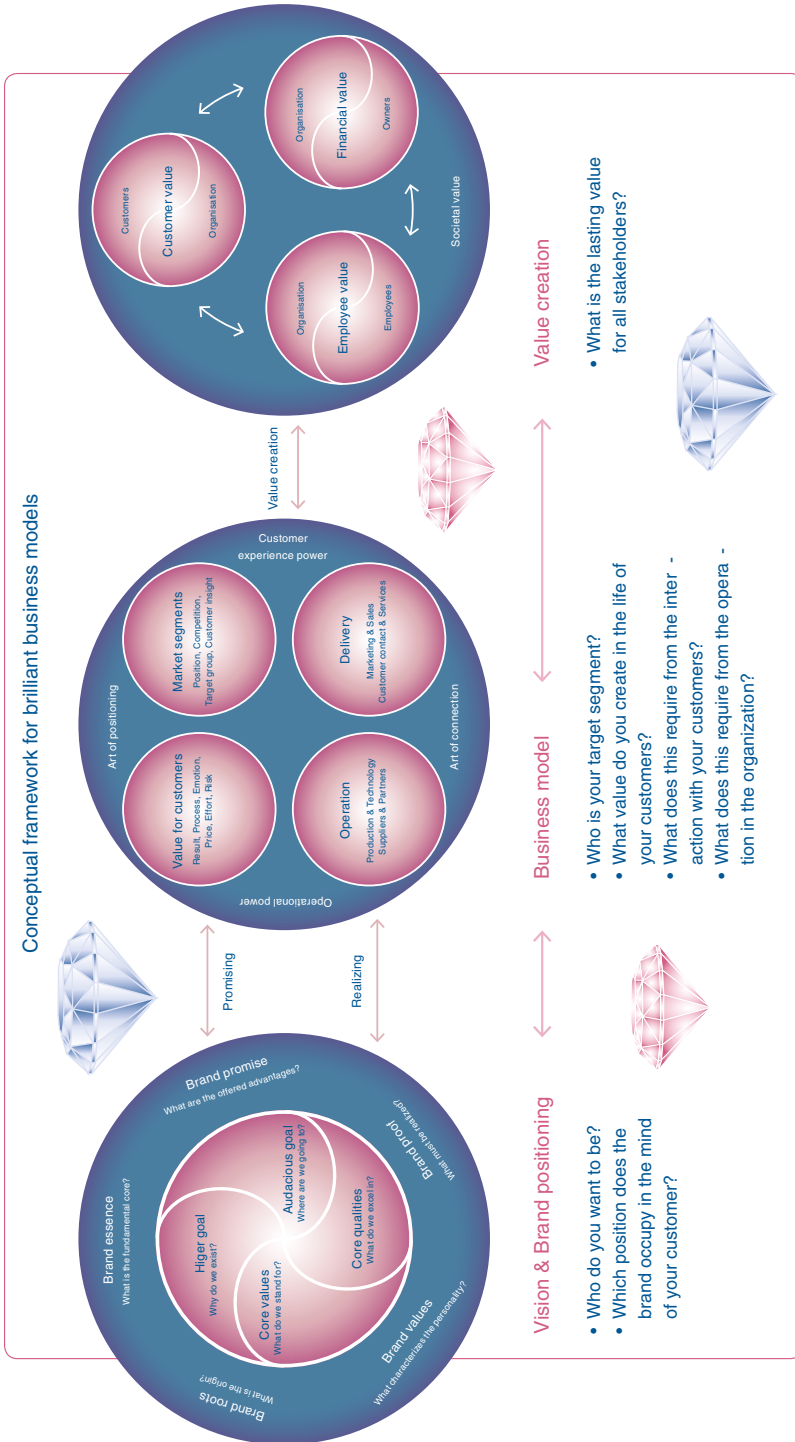 Conceptual framework for brilliant business models
Brand essence
What is the fundamental core?
Brand promise
What are the offered advantages?
Brand proof
What must be realized?
Brand values
What characterizes the personality?
Brand roots
What is the origin?
Higer goal
Why do we exist?
Audacious goal
Where are we going to?
Core values
What do we stand for?
Core qualities
What do we excel in?
Promising
Realizing
Art of positioning
Customer
experience power
Art of connection
Operational power
Value for customers
Result, Process, Emotion,
Price, Effort, Risk
Market segments
Position, Competition,
Target group, Customer insight
Operation
Production & Technology
Suppliers & Partners
Delivery
Marketing & Sales
Customer contact & Services
Value creation
Customers
Customer value
Organisation
Organisation
Employee value
Employees
Organisation
Financial value
Owners
Societal value
Vision & Brand positioning
• Who do you want to be?
• Which position does the
brand occupy in the mind
of your customer?
Business model
• Who is your target segment?
• What value do you create in the life of
your customers?
• What does this require from the inter -
action with your customers?
• What does this require from the opera -
tion in the organization?
Value creation
• What is the lasting value
for all stakeholders?